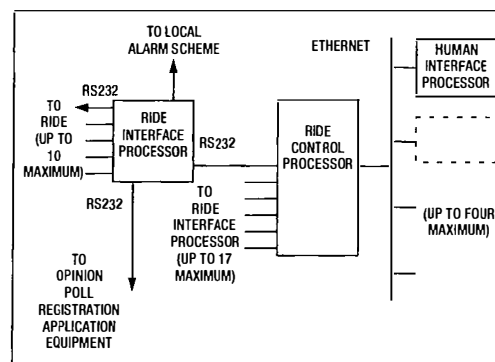 TO LOCAL
ALARM SCHEME
ETHERNET
HUMAN
INTERFACE
PROCESSOR
RS232
TO
RIDE
(UP TO
10
MAXIMUM)
RIDE
INTERFACE
PROCESSOR
RS232
RIDE
CONTROL
PROCESSOR
RS232
TO
RIDE
INTERFACE
PROCESSOR
(UP TO 17
MAXIMUM)
(UP TO FOUR
MAXIMUM)
TO
OPINION
POLL
REGISTRATION
APPLICATION
EQUIPMENT